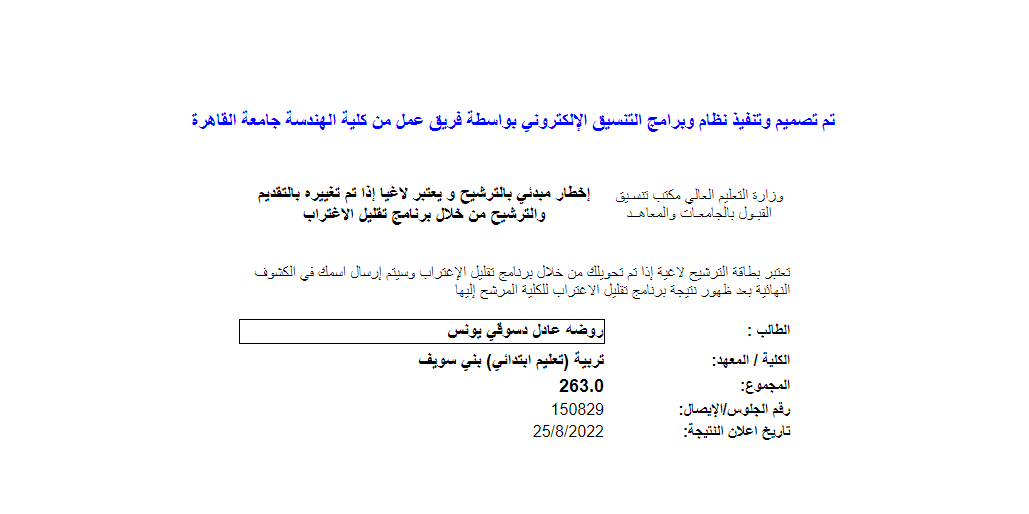 تم تصميم وتنفيذ نظام وبرامج التنسيق الإلكتروني بواسطة فريق عمل من كلية الهندسة جامعة القاهرة
وزارة التعليم العالي مكتب تنسـيق
القبـول بالجامعـات والمعاهـد
إخطار مبدئي بالترشيح و يعتبر لاغيا إذا تم تغييره بالتقديم
والترشيح من خلال برنامج تقليل الاغتراب
تعتبر بطاقة الترشيح لاغية إذا تم تحويلك من خلال برنامج تقليل الإغتراب وسيتم إرسال اسمك في الكشوف
النهائية بعد ظهور نتيجة برنامج تقليل الاغتراب للكلية المرشح إليها
الطالب : روضه عادل دسوقي يونس
الكلية / المعهد: تربية (تعليم ابتدائي) بني سويف
المجموع: 263.0
رقم الجلوس/الإيصال: 150829
تاريخ اعلان النتيجة: 25/8/2022